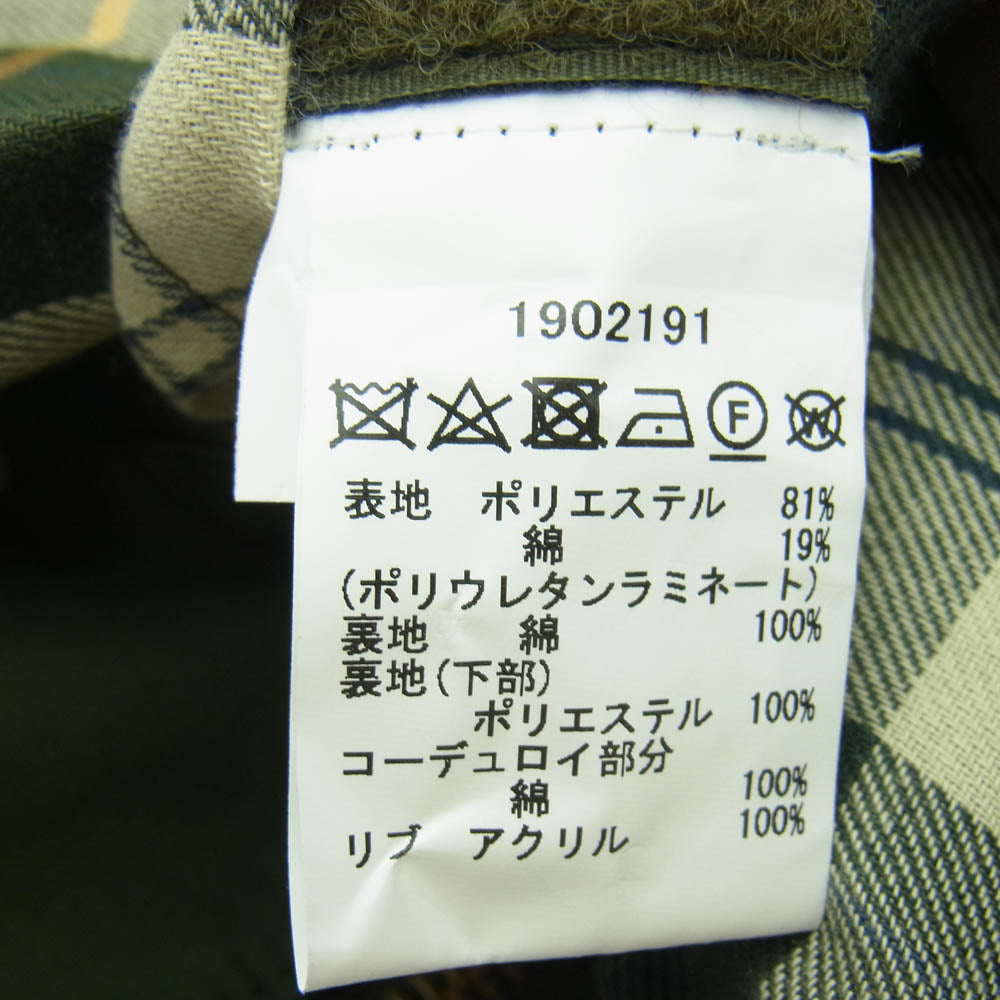 1902191
F
W
表地 ポリエステル 81%
綿 19%
(ポリウレタンラミネート)
裏地 綿 100%
裏地(下部)
ポリエステル 100%
コーデュロイ部分
綿 100%
リブ アクリル 100%